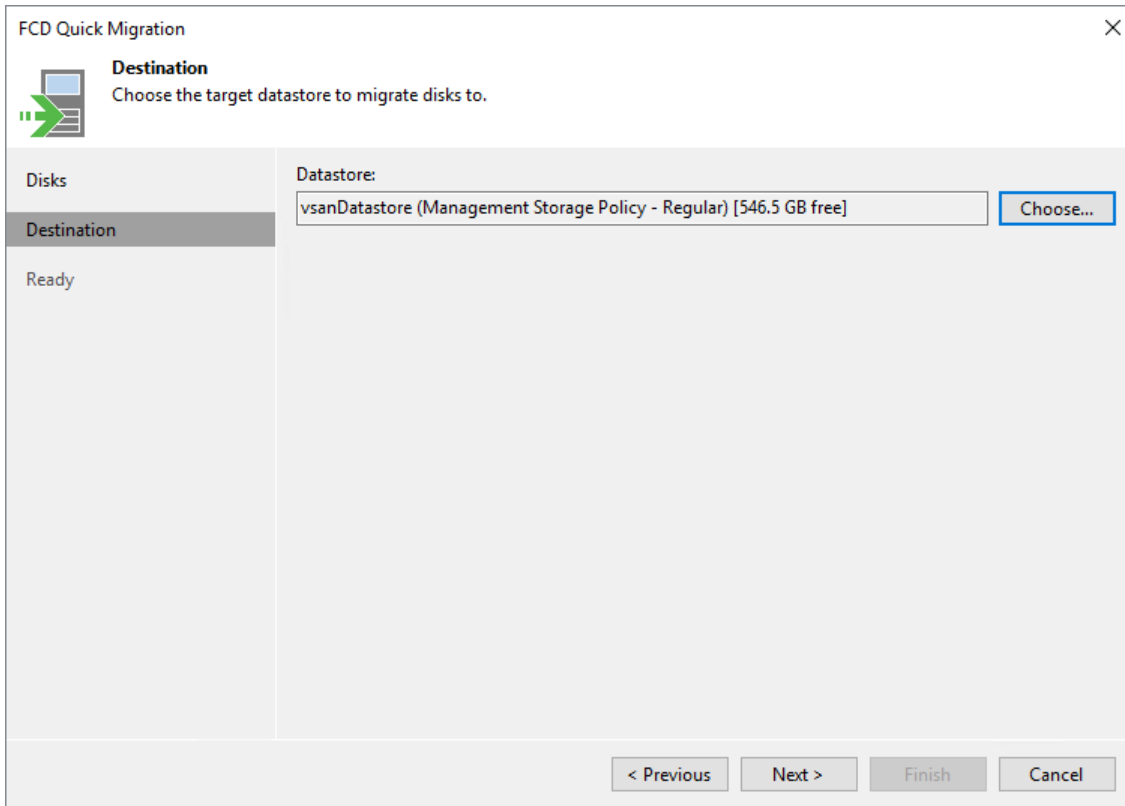 FCD Quick Migration
Destination
Choose the target datastore to migrate disks to.
Disks
Destination
Ready
Datastore:
vsanDatastore (Management Storage Policy - Regular) [546.5 GB free]
Choose...
< Previous
Next >
Finish
Cancel